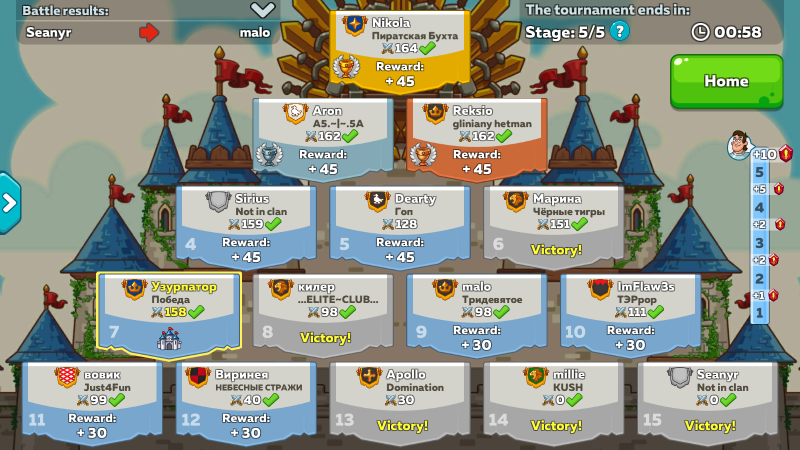 Battle results:
Seanyr malo
The tournament ends in:
Stage: 5/5 ? 00:58
Home
Nikola
Пиратская Бухта
164
Reward:
+ 45
Aron
A5.~|~.5A
162
Reward:
+ 45
Reksio
gliniany hetman
162
Reward:
+ 45
Sirius
Not in clan
159
4
Reward:
+ 45
Dearty
Гоп
128
5
Reward:
+ 45
Марина
Чёрные тигры
151
6
Victory!
Узурпатор
Победа
158
7
килер
...ELITE~CLUB...
98
8
Victory!
malo
Тридевятое
98
9
Reward:
+ 30
ImFlaw3s
ТЭРрор
111
10
Reward:
+ 30
вовик
Just4Fun
99
11
Reward:
+ 30
Виринея
НЕБЕСНЫЕ СТРАЖИ
40
12
Reward:
+ 30
Apollo
Domination
30
13
Victory!
millie
KUSH
0
14
Victory!
Seanyr
Not in clan
0
15
Victory!
+10
5
+5
4
+2
3
+2
2
+1
1